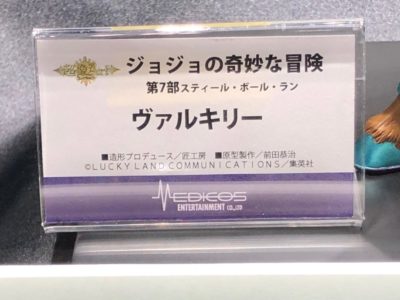 ジョジョの奇妙な冒険
第7部スティール・ボール・ラン
ヴァルキリー
■造形プロデュース／匠工房　■原型製作／前田恭治
©LUCKY LAND COMMUNICATIONS／集英社
MEDICOS
ENTERTAINMENT CO.,LTD